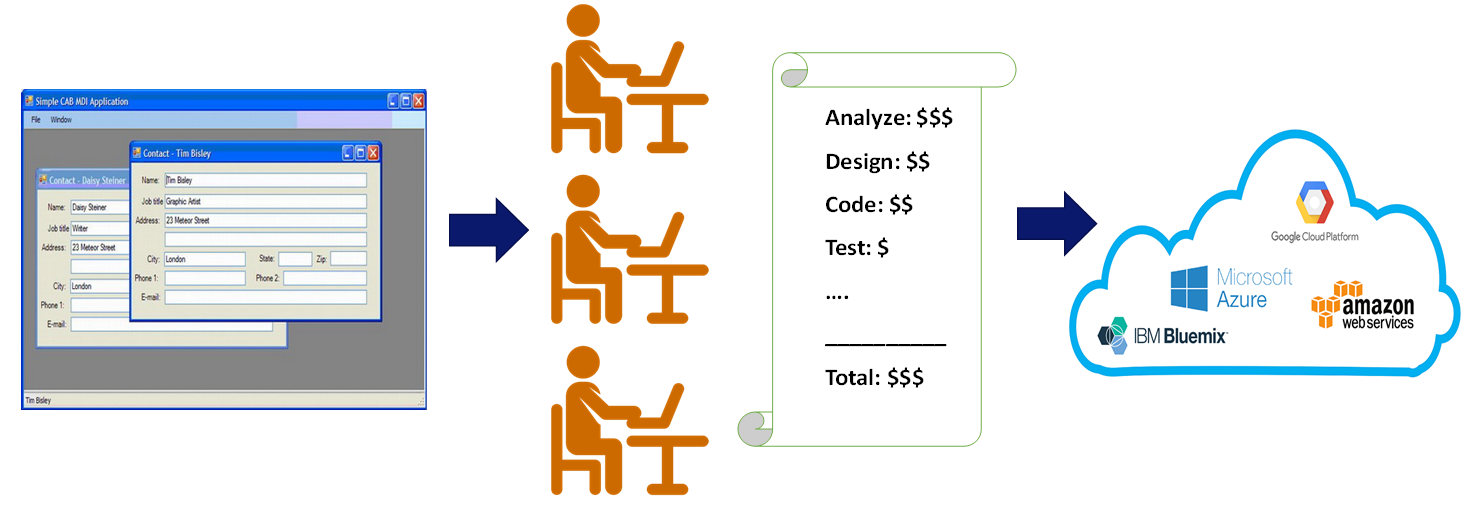 Simple CAB MDI Application
File Window
Contact - Daisy Steiner
Name: Daisy Steiner
Job title Writer
Address: 23 Meteor Street
City: London
Phone 1:
E-mail:
Contact - Tim Bisley
Name: Tim Bisley
Job title Graphic Artist
Address: 23 Meteor Street
City: London State: Zip:
Phone 1: Phone 2:
E-mail:
Tim Bisley
Analyze: $$$
Design: $$
Code: $$
Test: $
....
__________
Total: $$$
Google Cloud Platform
Microsoft
Azure
amazon
web services
IBM Bluemix™